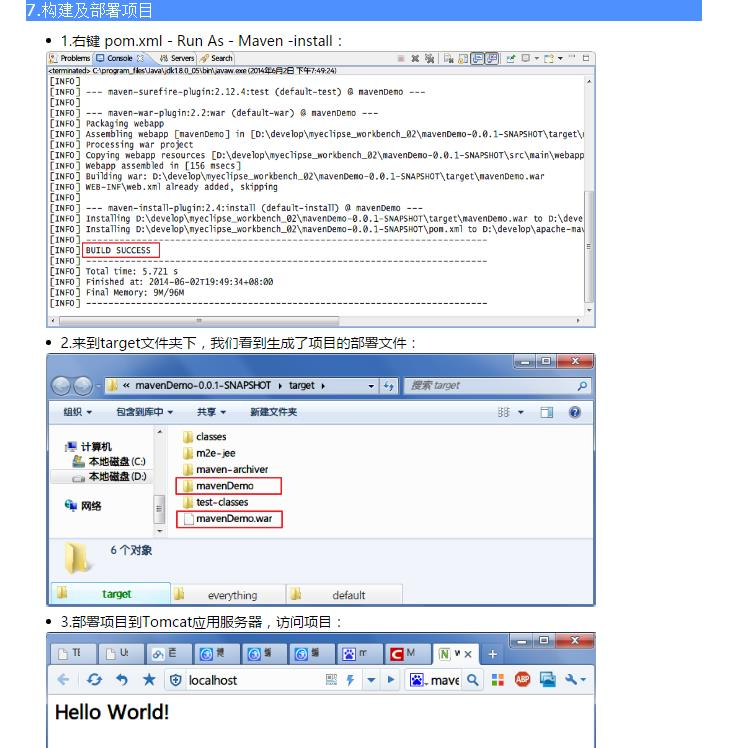 7.构建及部署项目
1.右键 pom.xml - Run As - Maven -install：
Problems Console Servers Search
<terminated> C:\program_files\Java\jdk1.8.0_05\bin\javaw.exe (2014年6月2日 下午7:49:24)
[INFO]
[INFO] --- maven-surefire-plugin:2.12.4:test (default-test) @ mavenDemo ---
[INFO]
[INFO] --- maven-war-plugin:2.2:war (default-war) @ mavenDemo ---
[INFO] Packaging webapp
[INFO] Assembling webapp [mavenDemo] in [D:\develop\myeclipse_workbench_02\mavenDemo-0.0.1-SNAPSHOT\target\m
[INFO] Processing war project
[INFO] Copying webapp resources [D:\develop\myeclipse_workbench_02\mavenDemo-0.0.1-SNAPSHOT\src\main\webapp
[INFO] Webapp assembled in [156 msecs]
[INFO] Building war: D:\develop\myeclipse_workbench_02\mavenDemo-0.0.1-SNAPSHOT\target\mavenDemo.war
[INFO] WEB-INF\web.xml already added, skipping
[INFO]
[INFO] --- maven-install-plugin:2.4:install (default-install) @ mavenDemo ---
[INFO] Installing D:\develop\myeclipse_workbench_02\mavenDemo-0.0.1-SNAPSHOT\target\mavenDemo.war to D:\deve
[INFO] Installing D:\develop\myeclipse_workbench_02\mavenDemo-0.0.1-SNAPSHOT\pom.xml to D:\develop\apache-mav
[INFO] ------------------------------------------------------------------------
[INFO] BUILD SUCCESS
[INFO] ------------------------------------------------------------------------
[INFO] Total time: 5.721 s
[INFO] Finished at: 2014-06-02T19:49:34+08:00
[INFO] Final Memory: 9M/96M
[INFO] ------------------------------------------------------------------------
2.来到target文件夹下，我们看到生成了项目的部署文件：
« mavenDemo-0.0.1-SNAPSHOT target 搜索 target
组织 包含到库中 共享 新建文件夹
计算机
本地磁盘 (C:)
本地磁盘 (D:)
网络
classes
m2e-jee
maven-archiver
mavenDemo
test-classes
mavenDemo.war
6 个对象
target everything default
3.部署项目到Tomcat应用服务器，访问项目：
localhost mave ABP
Hello World!